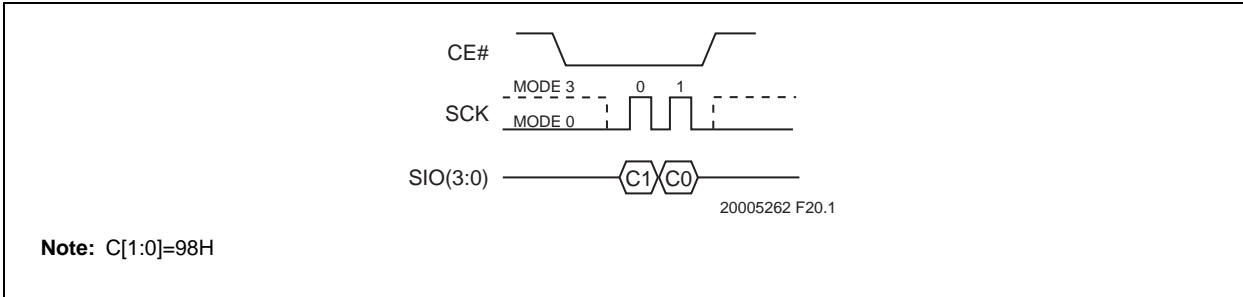 CE#
MODE 3 0 1
SCK
MODE 0
SIO(3:0) C1 C0
20005262 F20.1
Note: C[1:0]=98H